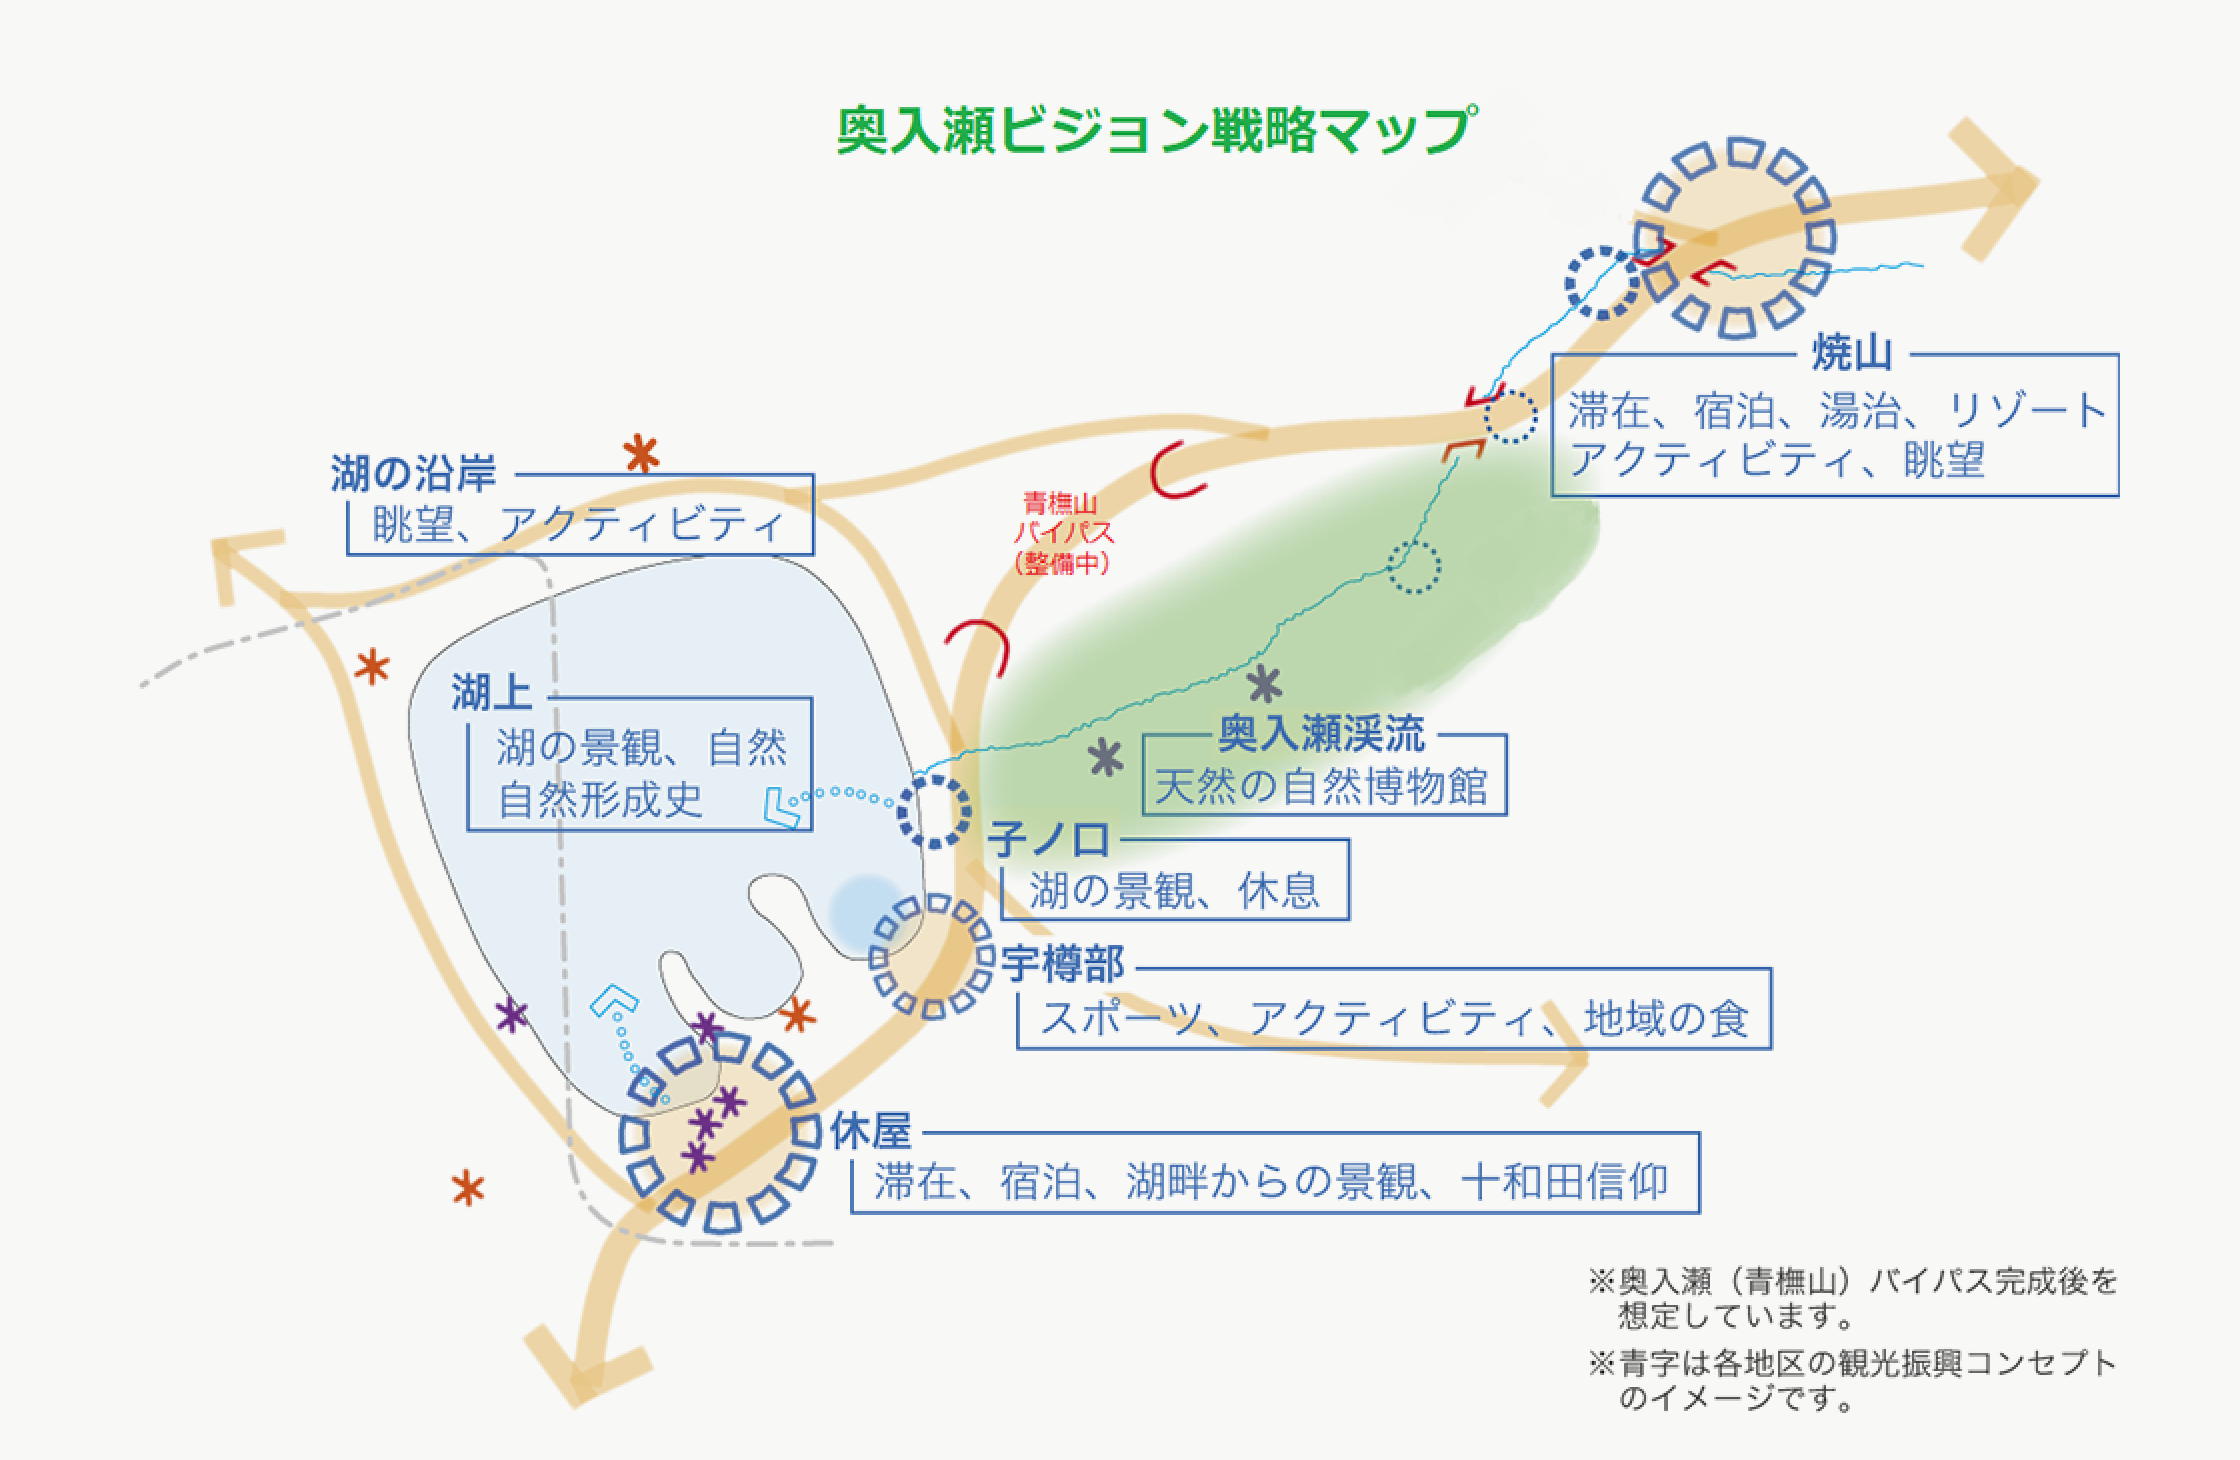 奥入瀬ビジョン戦略マップ
焼山
滞在、宿泊、湯治、リゾート
アクティビティ、眺望
湖の沿岸
眺望、アクティビティ
青橅山
バイパス
(整備中)
湖上
湖の景観、自然
自然形成史
奥入瀬渓流
天然の自然博物館
子ノ口
湖の景観、休息
宇樽部
スポーツ、アクティビティ、地域の食
休屋
滞在、宿泊、湖畔からの景観、十和田信仰
※奥入瀬（青橅山）バイパス完成後を
想定しています。
※青字は各地区の観光振興コンセプト
のイメージです。